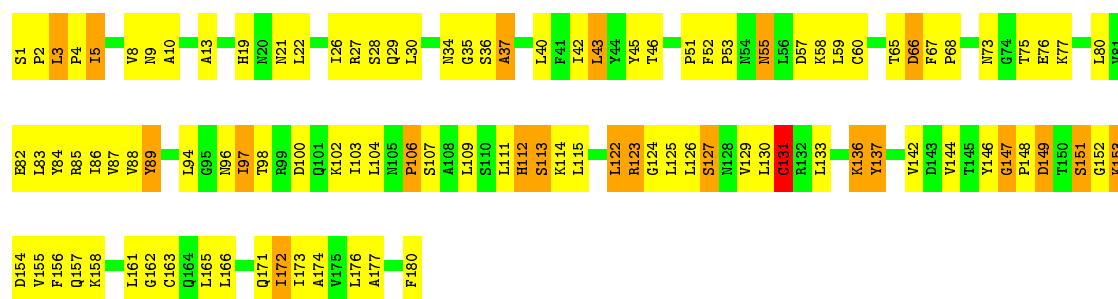 S1 P2 L3 P4 I5 V8 N9 A10 A13 H19 N20 N21 L22 I26 R27 S28 Q29 L30 N34 G35 S36 A37 L40 F41 I42 L43 Y44 Y45 T46 P51 F52 P53 N54 N55 L56 D57 K58 L59 C60 T65 D66 F67 P68 N73 G74 T75 E76 K77 L80 V81
E82 L83 Y84 R85 I86 V87 V88 Y89 L94 G95 N96 I97 T98 R99 D100 Q101 K102 I103 L104 N105 P106 S107 A108 L109 S110 L111 H112 S113 K114 L115 L122 R123 G124 L125 L126 S127 N128 V129 L130 C131 R132 L133 K136 Y137 V142 D143 V144 T145 Y146 G147 P148 D149 T150 S151 G152 K153
D154 V155 F156 Q157 K158 L161 G162 C163 Q164 L165 L166 Q171 I172 I173 A174 V175 L176 A177 F180